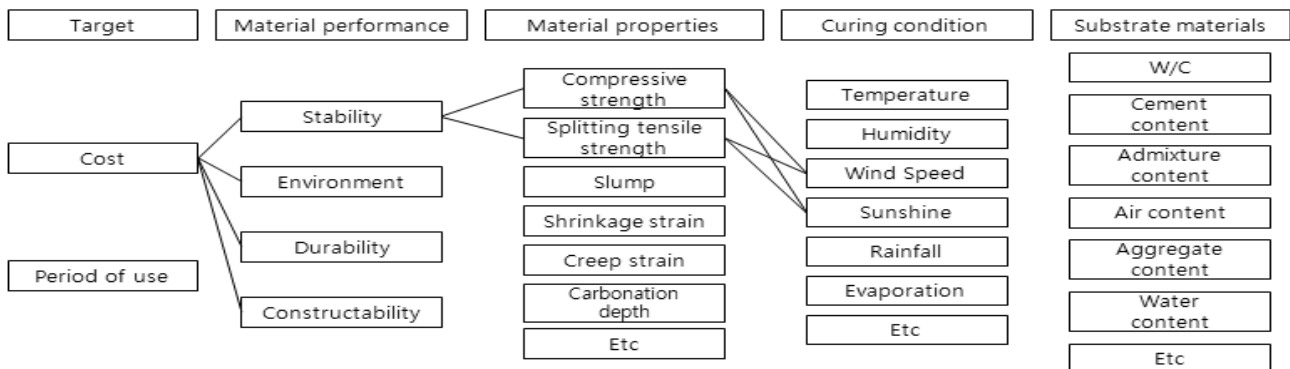 Target
Material performance
Material properties
Curing condition
Substrate materials
Cost
Period of use
Stability
Environment
Durability
Constructability
Compressive
strength
Splitting tensile
strength
Slump
Shrinkage strain
Creep strain
Carbonation
depth
Etc
Temperature
Humidity
Wind Speed
Sunshine
Rainfall
Evaporation
Etc
W/C
Cement
content
Admixture
content
Air content
Aggregate
content
Water
content
Etc